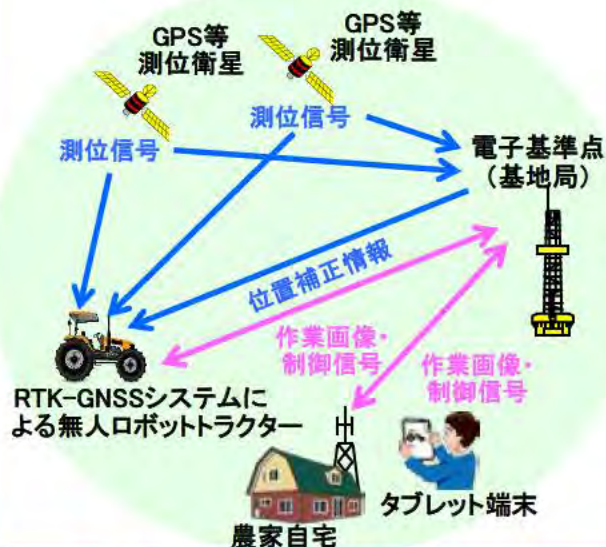 GPS等
測位衛星
GPS等
測位衛星
測位信号
測位信号
電子基準点
（基地局）
位置補正情報
作業画像・
制御信号
作業画像・
制御信号
RTK-GNSSシステムに
よる無人ロボットトラクター
タブレット端末
農家自宅